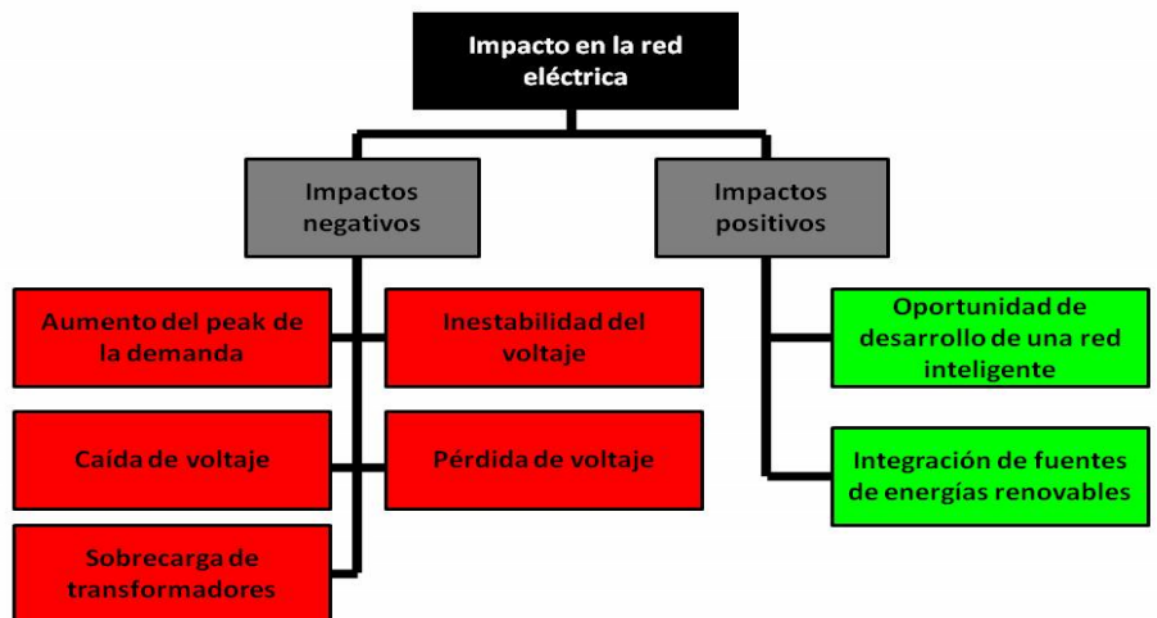 Impacto en la red
eléctrica
Impactos
negativos
Impactos
positivos
Aumento del peak de
la demanda
Inestabilidad del
voltaje
Oportunidad de
desarrollo de una red
inteligente
Caída de voltaje
Pérdida de voltaje
Integración de fuentes
de energías renovables
Sobrecarga de
transformadores